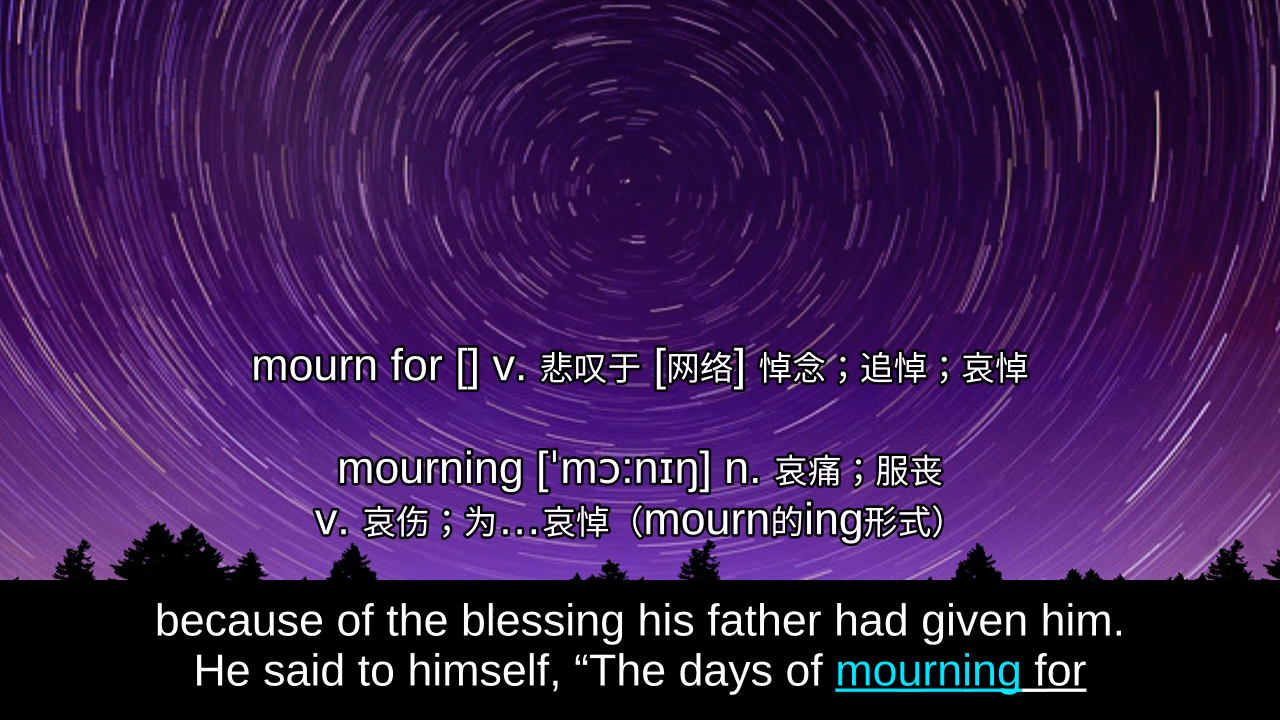 mourn for [] v. 悲叹于 [网络] 悼念；追悼；哀悼
mourning [ˈmɔːnɪŋ] n. 哀痛；服丧
v. 哀伤；为…哀悼（mourn的ing形式）
because of the blessing his father had given him.
He said to himself, “The days of mourning for